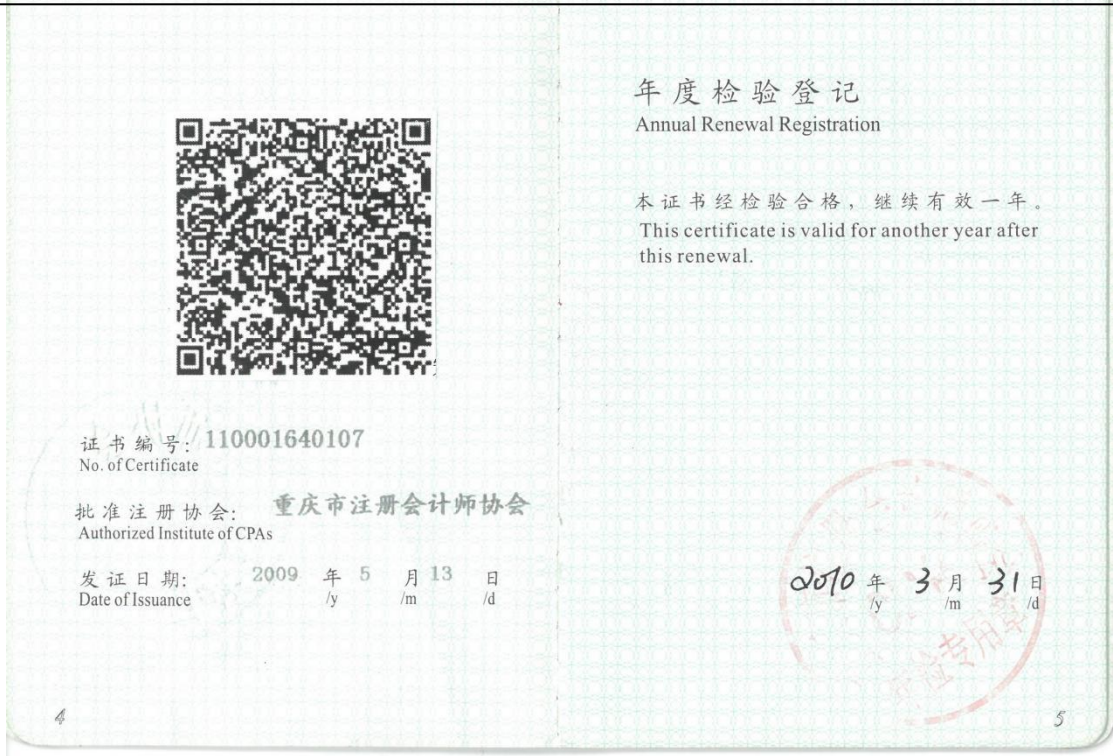 证书编号: 110001640107
No. of Certificate
批准注册协会: 重庆市注册会计师协会
Authorized Institute of CPAs
发证日期: 2009 年 5 月 13 日
Date of Issuance /y /m /d
4
年度检验登记
Annual Renewal Registration
本证书经检验合格，继续有效一年。
This certificate is valid for another year after
this renewal.
2010 年 3 月 31 日
/y /m /d
专用章
5